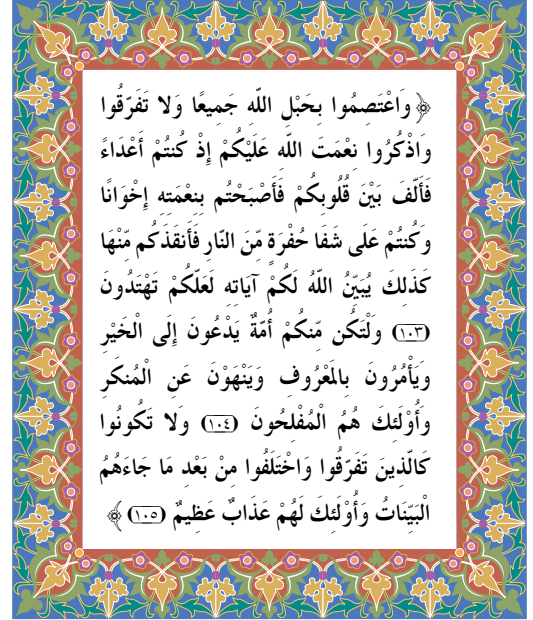 ﴿ وَاعْتَصِمُوا بِحَبْلِ اللَّهِ جَمِيعًا وَلا تَفَرَّقُوا
وَاذْكُرُوا نِعْمَتَ اللَّهِ عَلَيْكُمْ إِذْ كُنتُمْ أَعْدَاءً
فَأَلَّفَ بَيْنَ قُلُوبِكُمْ فَأَصْبَحْتُم بِنِعْمَتِهِ إِخْوَانًا
وَكُنتُمْ عَلَى شَفَا حُفْرَةٍ مِّنَ النَّارِ فَأَنقَذَكُم مِّنْهَا
كَذَلِكَ يُبَيِّنُ اللَّهُ لَكُمْ آيَاتِهِ لَعَلَّكُمْ تَهْتَدُونَ
(١٠٣) وَلْتَكُن مِّنكُمْ أُمَّةٌ يَدْعُونَ إِلَى الْخَيْرِ
وَيَأْمُرُونَ بِالْمَعْرُوفِ وَيَنْهَوْنَ عَنِ الْمُنكَرِ
وَأُوْلَئِكَ هُمُ الْمُفْلِحُونَ (١٠٤) وَلا تَكُونُوا
كَالَّذِينَ تَفَرَّقُوا وَاخْتَلَفُوا مِنْ بَعْدِ مَا جَاءَهُمُ
الْبَيِّنَاتُ وَأُوْلَئِكَ لَهُمْ عَذَابٌ عَظِيمٌ (١٠٥) ﴾